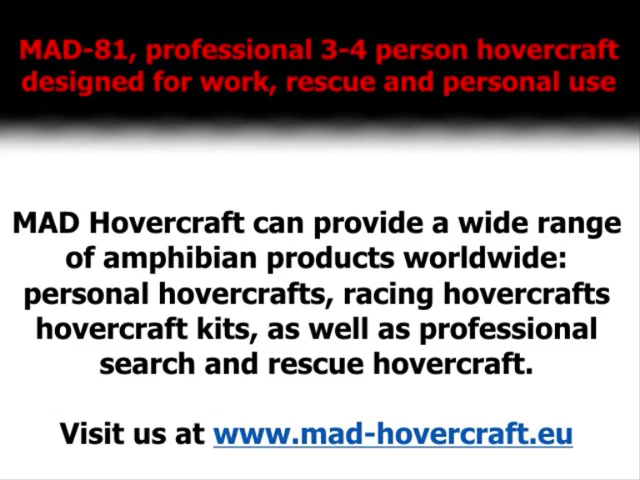 MAD-81, professional 3-4 person hovercraft
designed for work, rescue and personal use
MAD Hovercraft can provide a wide range
of amphibian products worldwide:
personal hovercrafts, racing hovercrafts
hovercraft kits, as well as professional
search and rescue hovercraft.
Visit us at www.mad-hovercraft.eu